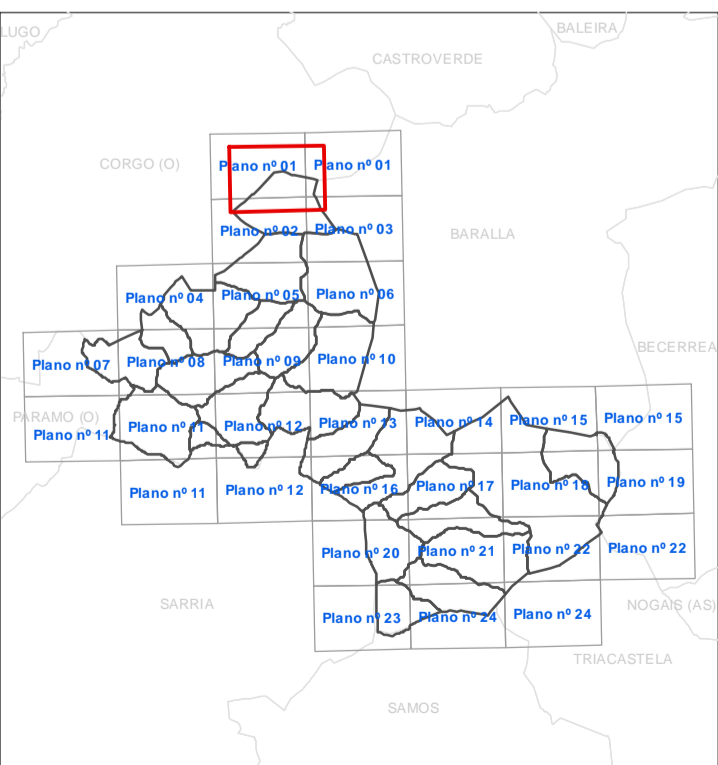 LUGO
BALEIRA
CASTROVERDE
CORGO (O)
Plano nº 01
Plano nº 01
Plano nº 02
Plano nº 03
BARALLA
Plano nº 04
Plano nº 05
Plano nº 06
BECERREA
Plano nº 07
Plano nº 08
Plano nº 09
Plano nº 10
PARAMO (O)
Plano nº 11
Plano nº 11
Plano nº 12
Plano nº 13
Plano nº 14
Plano nº 15
Plano nº 15
Plano nº 11
Plano nº 12
Plano nº 16
Plano nº 17
Plano nº 18
Plano nº 19
Plano nº 20
Plano nº 21
Plano nº 22
Plano nº 22
SARRIA
NOGAIS (AS)
Plano nº 23
Plano nº 24
Plano nº 24
TRIACASTELA
SAMOS